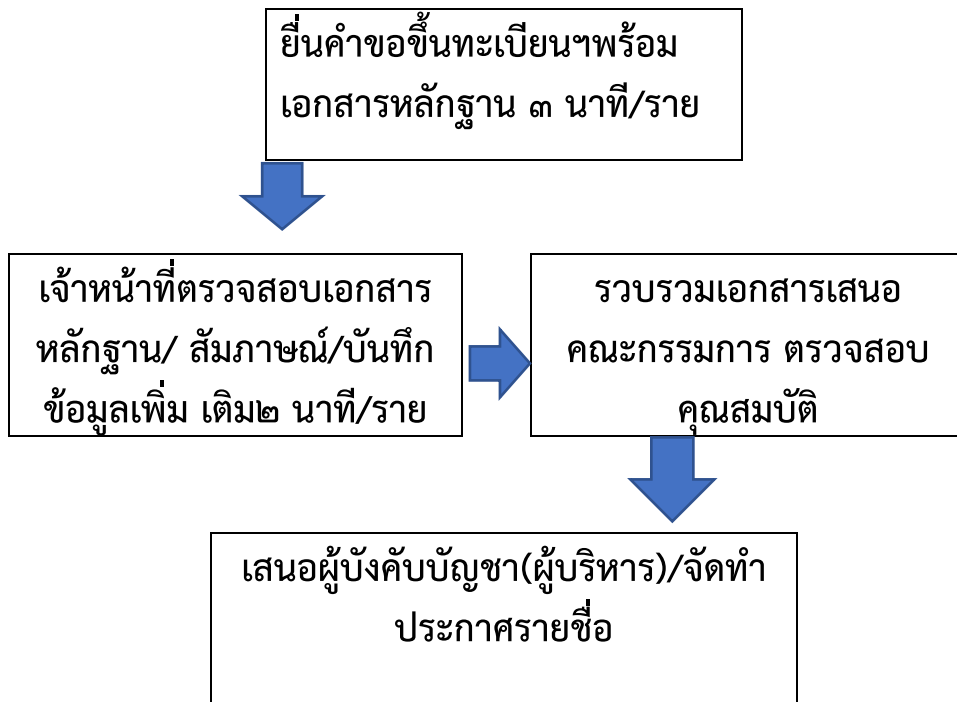 ยื่นคำขอขึ้นทะเบียนฯพร้อม
เอกสารหลักฐาน ๓ นาที/ราย
เจ้าหน้าที่ตรวจสอบเอกสาร
หลักฐาน/ สัมภาษณ์/บันทึก
ข้อมูลเพิ่ม เติม๒ นาที/ราย
รวบรวมเอกสารเสนอ
คณะกรรมการ ตรวจสอบ
คุณสมบัติ
เสนอผู้บังคับบัญชา(ผู้บริหาร)/จัดทำ
ประกาศรายชื่อ